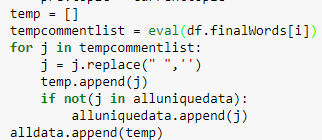 temp = []
tempcommentlist = eval(df.finalWords[i])
for j in tempcommentlist:
j = j.replace(" ",'')
temp.append(j)
if not(j in alluniquedata):
alluniquedata.append(j)
alldata.append(temp)